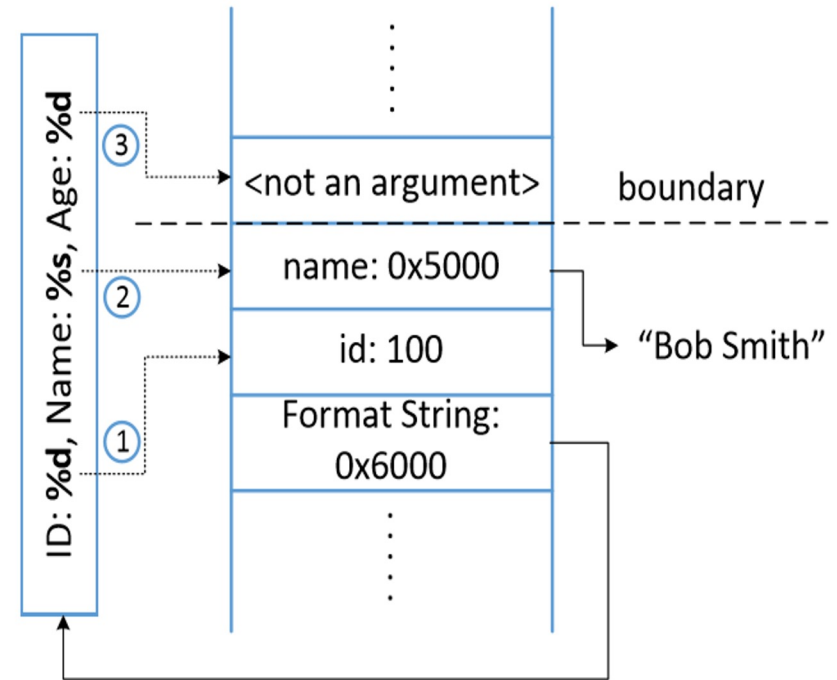 ID: %d, Name: %s, Age: %d
3
<not an argument>
boundary
name: 0x5000
2
id: 100
“Bob Smith”
1
Format String:
0x6000